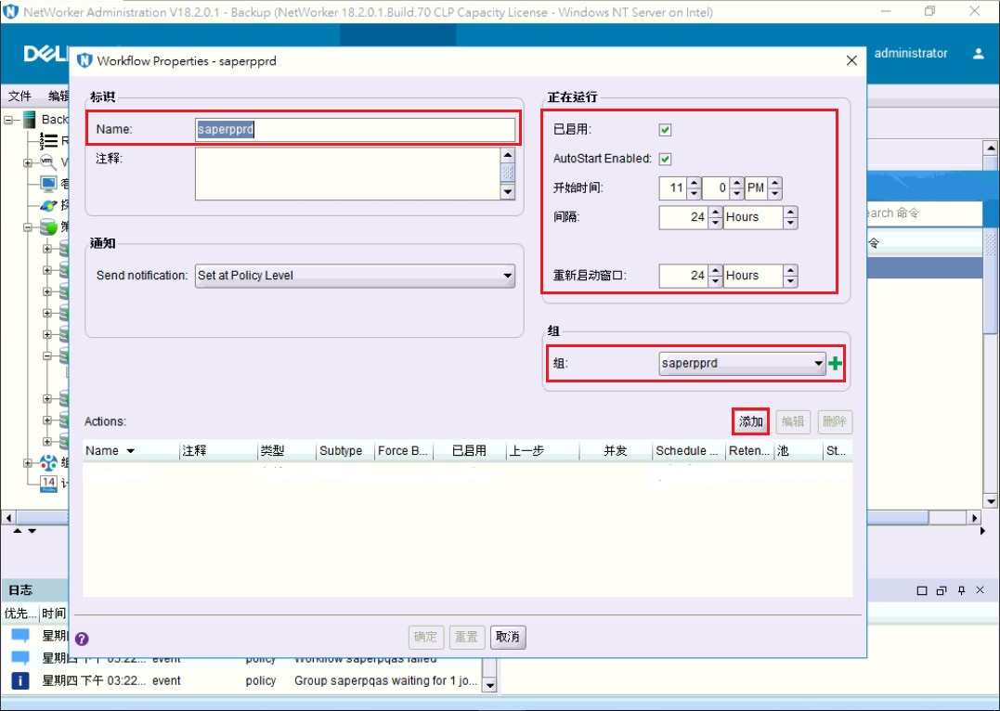 NetWorker Administration V18.2.0.1 - Backup (NetWorker 18.2.0.1.Build.70 CLP Capacity License - Windows NT Server on Intel)
DELL
administrator
Workflow Properties - saperpprd
文件 编辑
Back
标识
Name: saperpprd
注释:
通知
Send notification: Set at Policy Level
正在运行
已启用:
AutoStart Enabled:
开始时间: 11 0 PM
间隔: 24 Hours
重新启动窗口: 24 Hours
组
组: saperpprd
earch 命令
令
14
Actions:
添加 编辑 删除
Name 注释 类型 Subtype Force B... 已启用 上一步 并发 Schedule ... Reten... 池 St...
确定 重置 取消
日志
优先... 时间
星期四
星期四 下午 03:22... event policy Workflow saperpqas failed
星期四 下午 03:22... event policy Group saperpqas waiting for 1 jo...